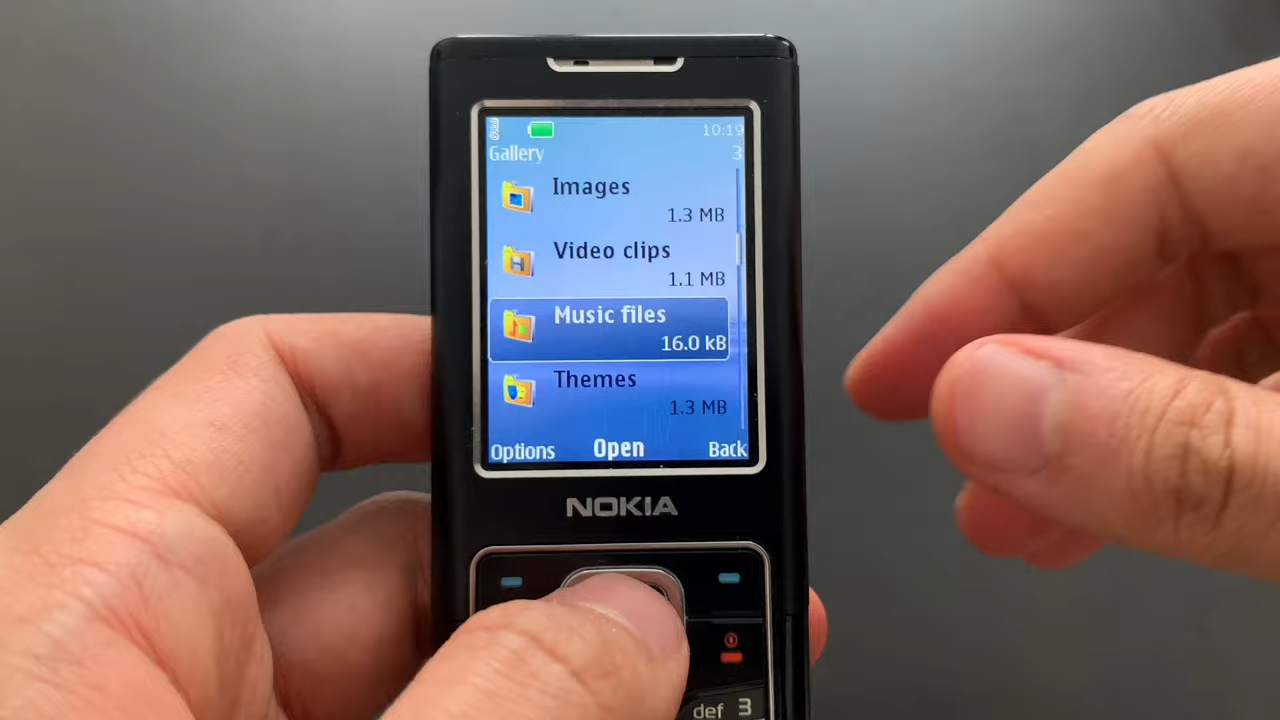 10:19
Gallery 3
Images
1.3 MB
Video clips
1.1 MB
Music files
16.0 kB
Themes
1.3 MB
Options Open Back
NOKIA
def 3